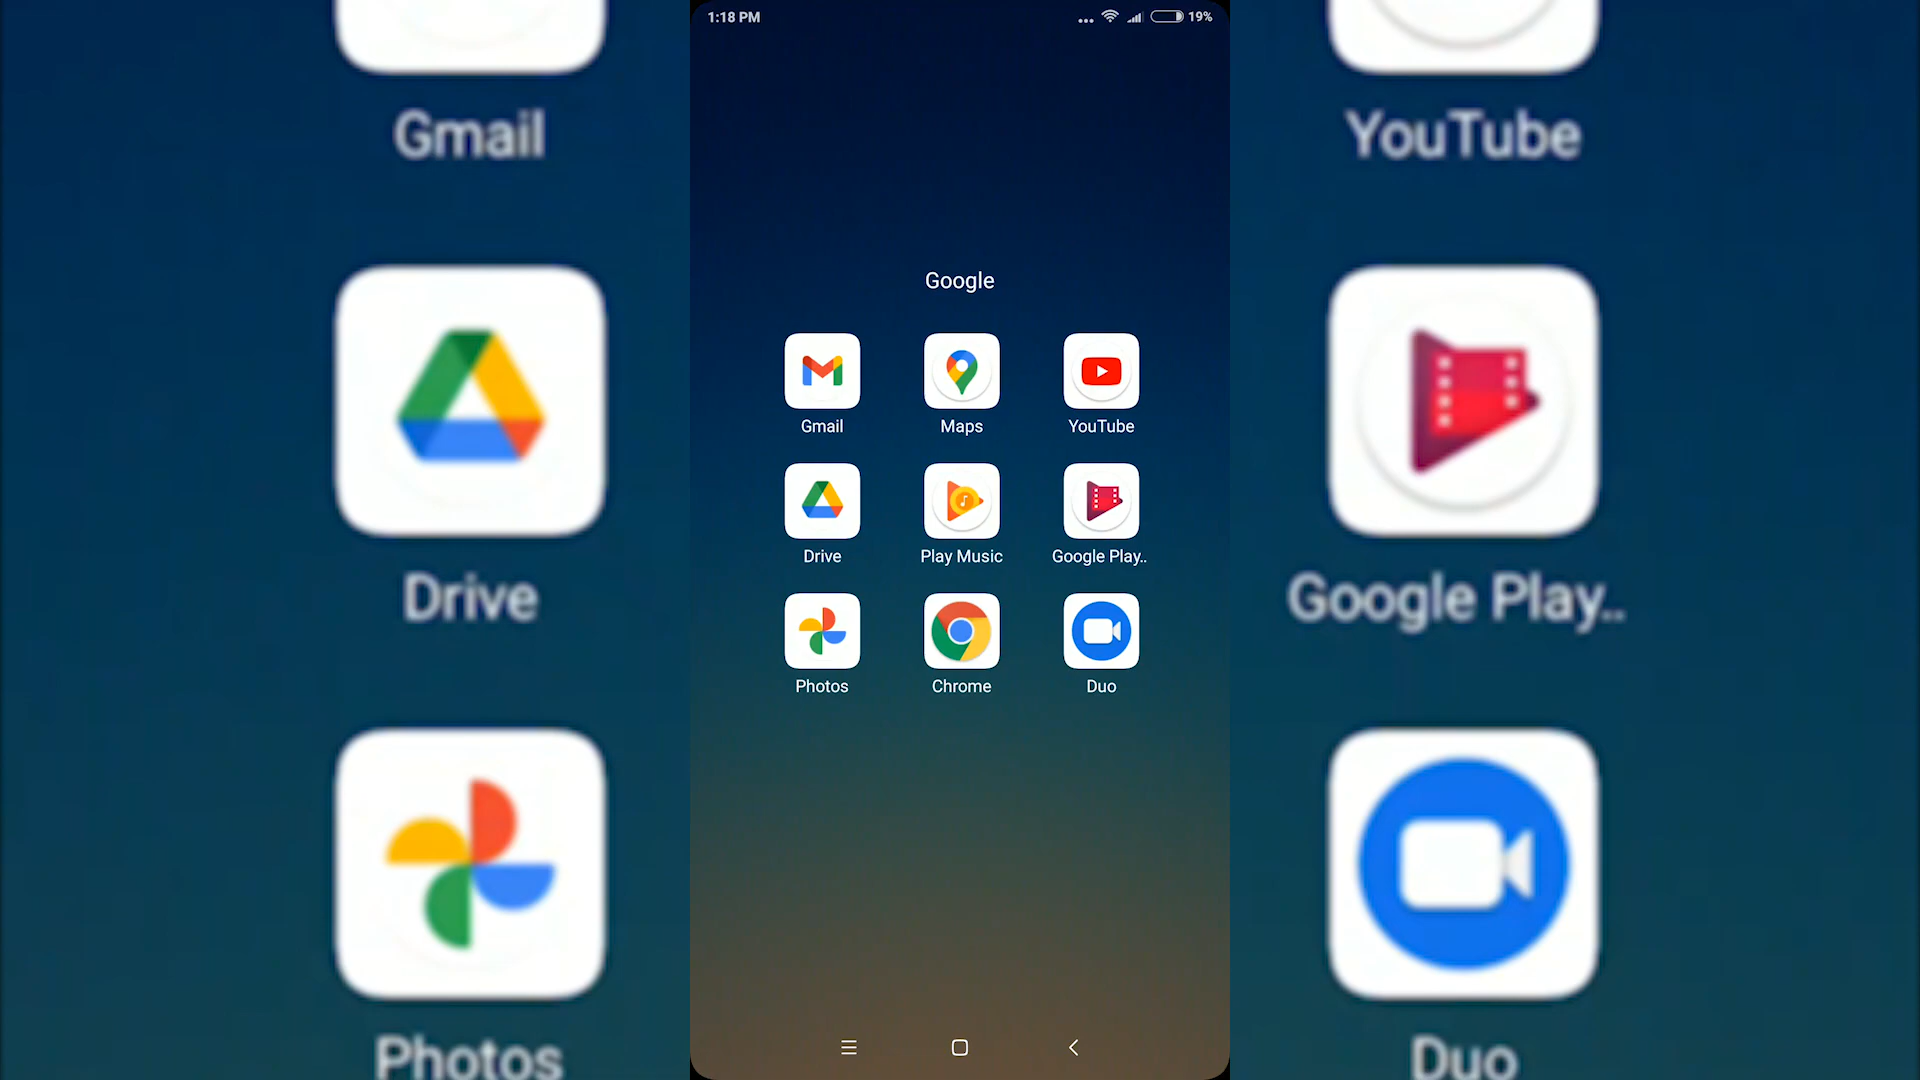 1:18 PM
19%
Google
Gmail Maps YouTube
Drive Play Music Google Play..
Photos Chrome Duo
Gmail
YouTube
Drive
Google Play..
Photos
Duo